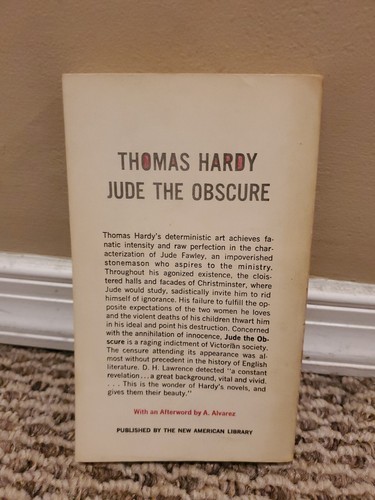 THOMAS HARDY
JUDE THE OBSCURE
Thomas Hardy's deterministic art achieves fa-
natic intensity and raw perfection in the char-
acterization of Jude Fawley, an impoverished
stonemason who aspires to the ministry.
Throughout his agonized existence, the clois-
tered halls and facades of Christminster, where
Jude would study, sadistically invite him to rid
himself of ignorance. His failure to fulfill the op-
posite expectations of the two women he loves
and the violent deaths of his children thwart him
in his ideal and point his destruction. Concerned
with the annihilation of innocence, Jude the Ob-
scure is a raging indictment of Victorian society.
The censure attending its appearance was al-
most without precedent in the history of English
literature. D. H. Lawrence detected "a constant
revelation...a great background, vital and vivid.
. . . This is the wonder of Hardy's novels, and
gives them their beauty."
With an Afterword by A. Alvarez
PUBLISHED BY THE NEW AMERICAN LIBRARY